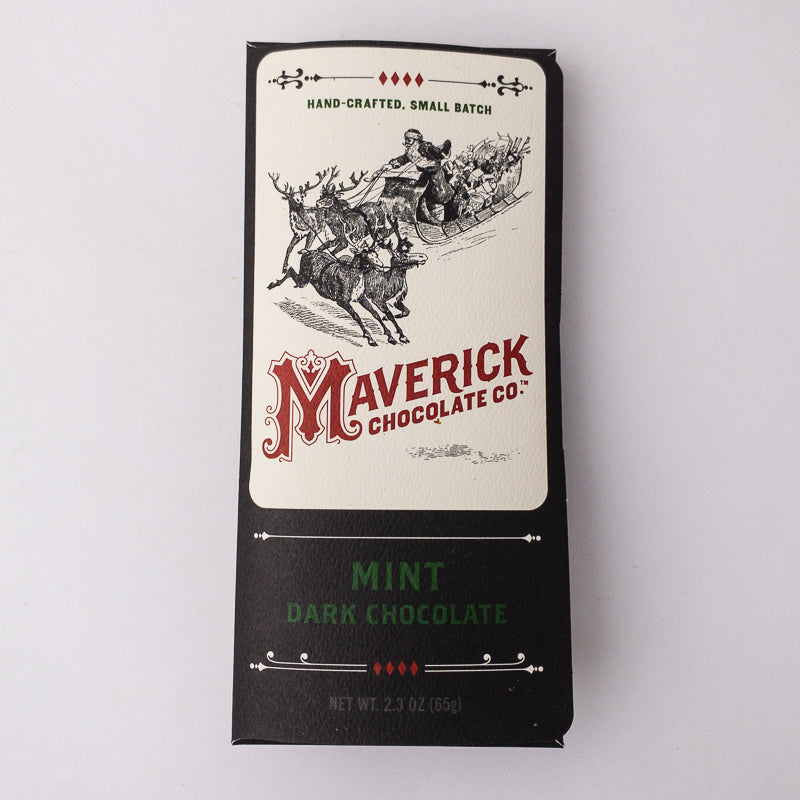 HAND-CRAFTED, SMALL BATCH
MAVERICK
CHOCOLATE CO.™
MINT
DARK CHOCOLATE
NET WT. 2.3 OZ (65g)